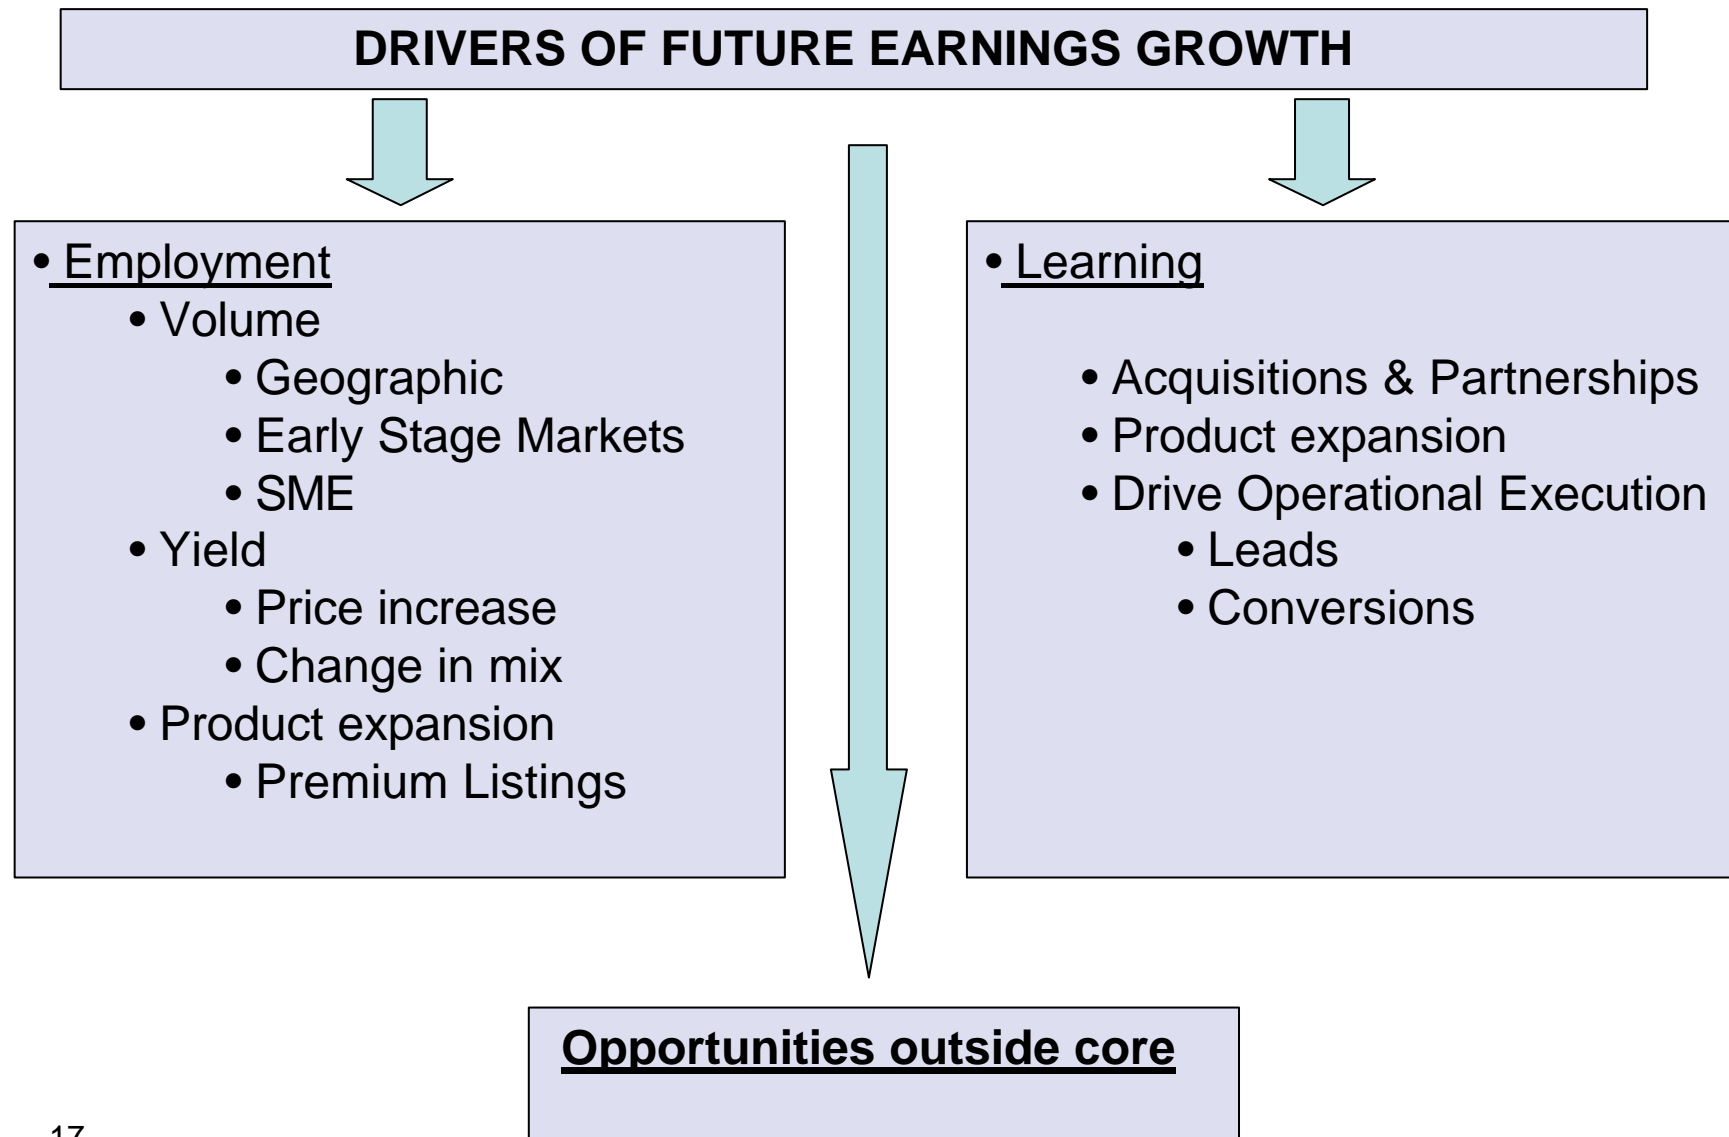 DRIVERS OF FUTURE EARNINGS GROWTH
• Employment
• Volume
• Geographic
• Early Stage Markets
• SME
• Yield
• Price increase
• Change in mix
• Product expansion
• Premium Listings
• Learning
• Acquisitions & Partnerships
• Product expansion
• Drive Operational Execution
• Leads
• Conversions
Opportunities outside core
17